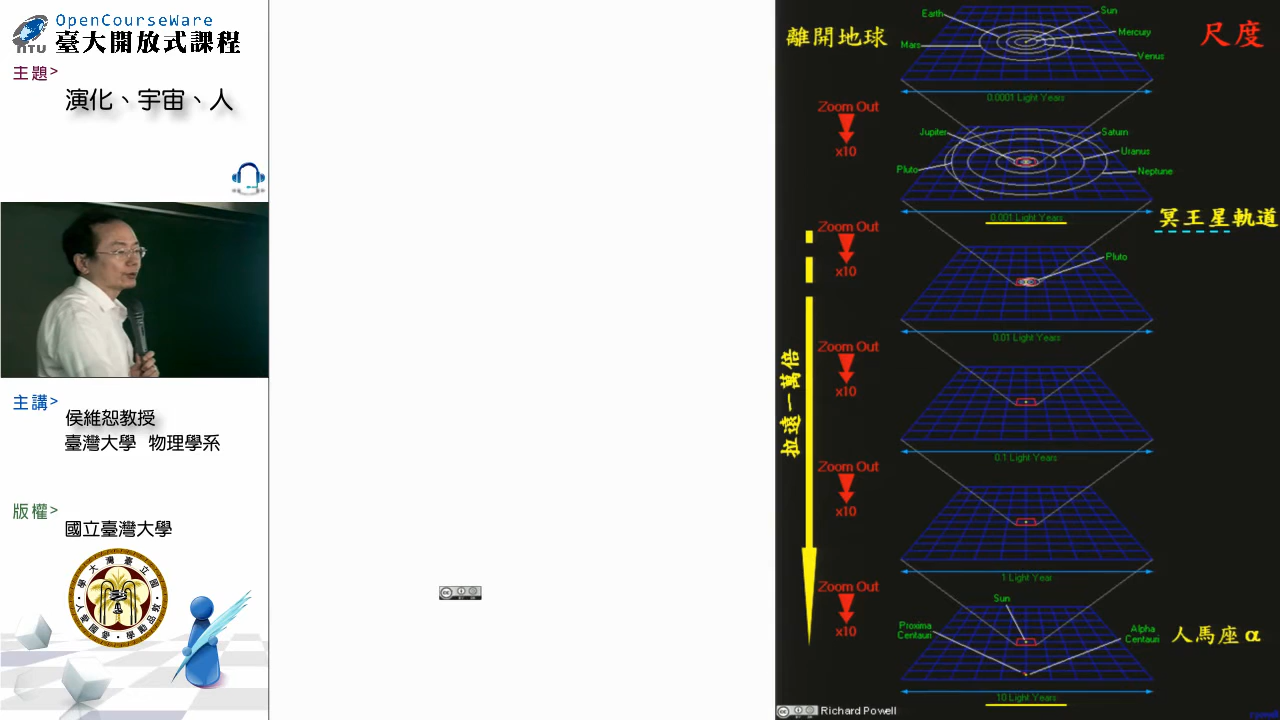 OpenCourseWare
NTU 臺大開放式課程
主題>
演化、宇宙、人
主講>
侯維恕教授
臺灣大學 物理學系
版權>
國立臺灣大學
離開地球
尺度
Earth
Sun
Mercury
Mars
Venus
0.0001 Light Years
Zoom Out
x10
Jupiter
Saturn
Uranus
Pluto
Neptune
0.001 Light Years
冥王星軌道
Zoom Out
x10
Pluto
0.01 Light Years
拉遠一萬倍
Zoom Out
x10
0.1 Light Years
Zoom Out
x10
1 Light Year
Zoom Out
x10
Sun
Proxima
Centauri
Alpha
Centauri
人馬座α
10 Light Years
Richard Powell